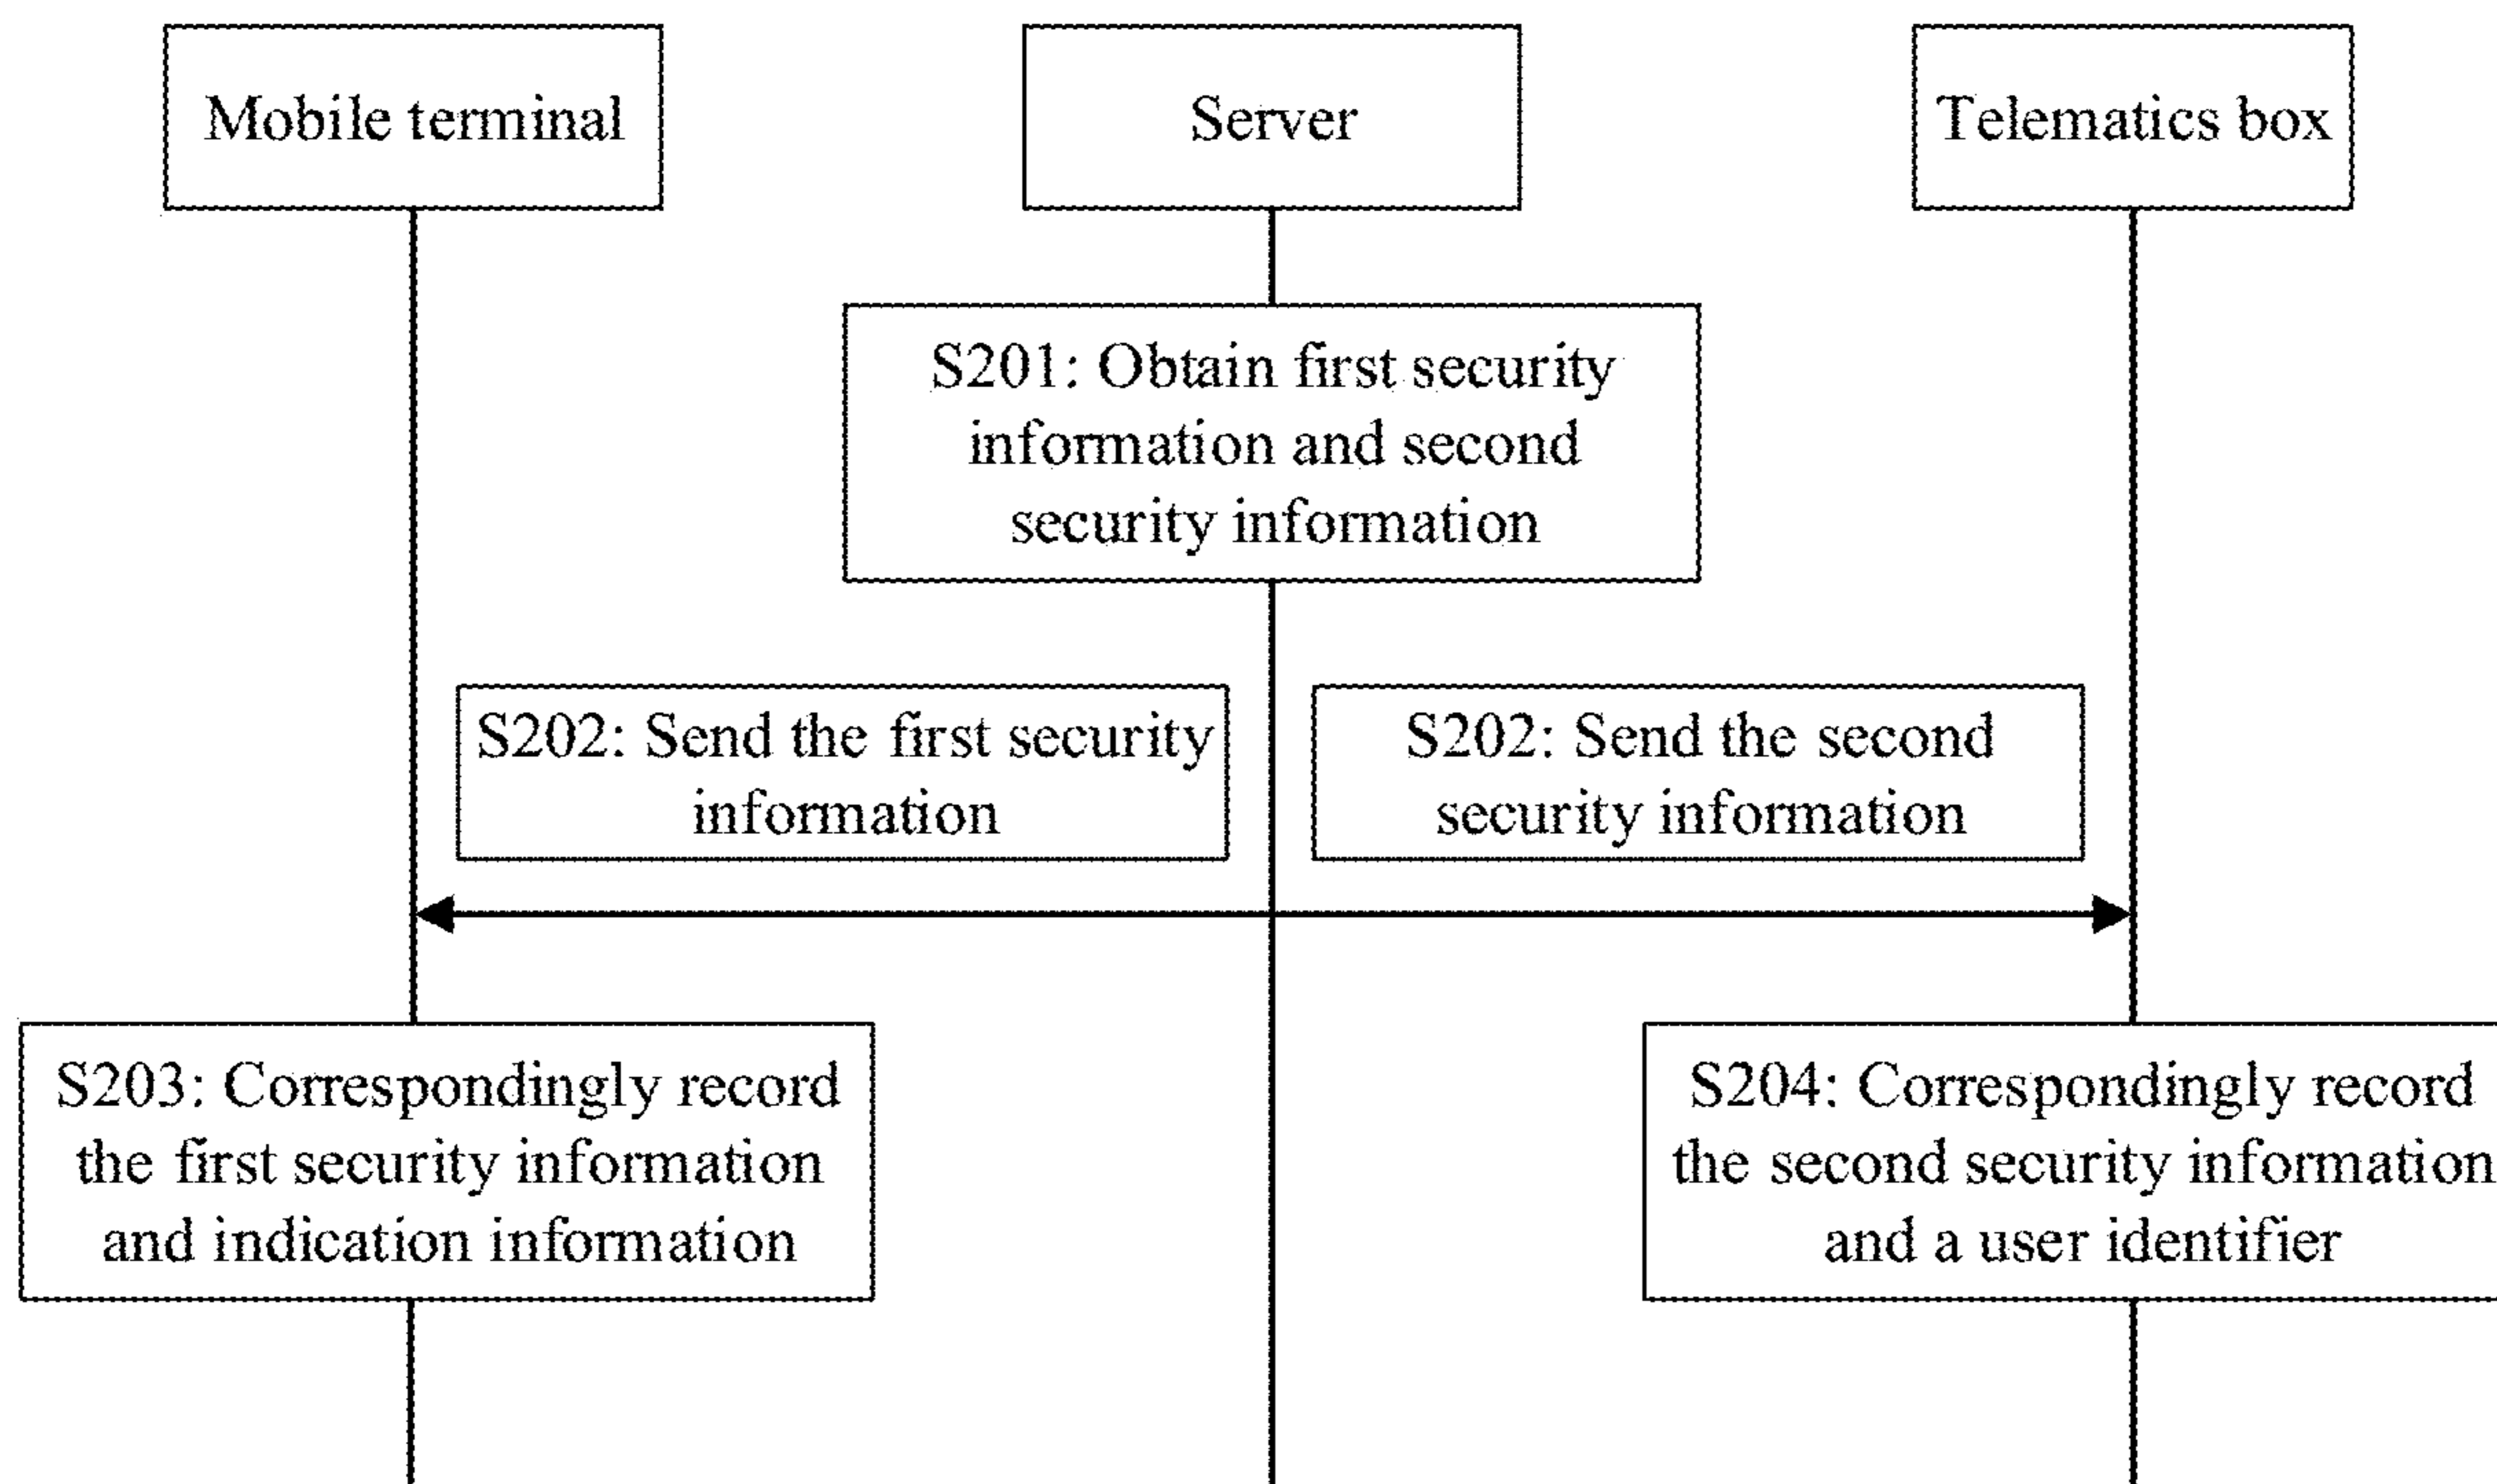 Mobile terminal
Server
Telematics box
S201: Obtain first security
information and second
security information
S202: Send the first security
information
S202: Send the second
security information
S203: Correspondingly record
the first security information
and indication information
S204: Correspondingly record
the second security information
and a user identifier